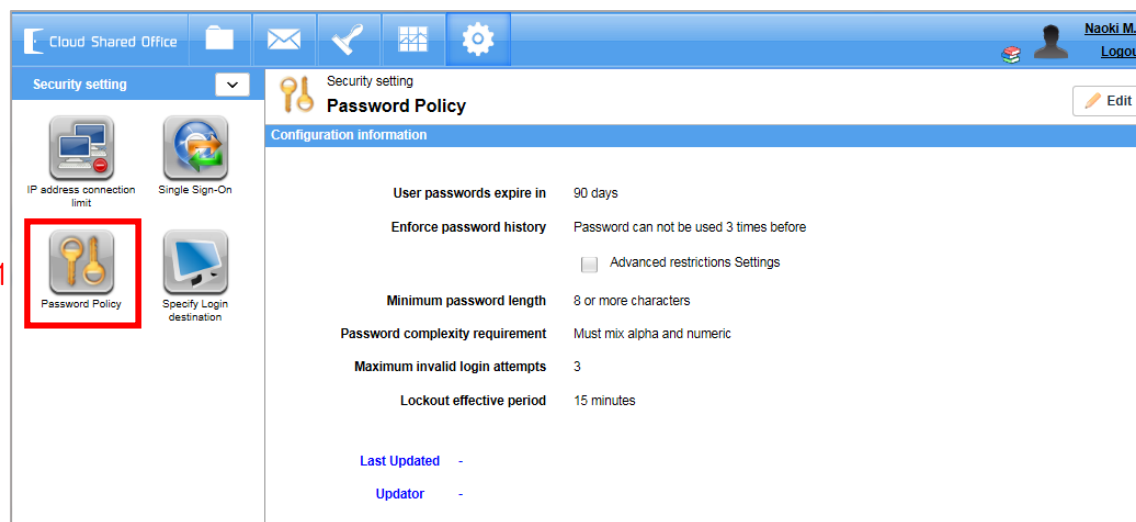 Cloud Shared Office
Naoki M.
Logou
Security setting
IP address connection
limit
Single Sign-On
1
Password Policy
Specify Login
destination
Security setting
Password Policy
Edit
Configuration information
User passwords expire in 90 days
Enforce password history Password can not be used 3 times before
Advanced restrictions Settings
Minimum password length 8 or more characters
Password complexity requirement Must mix alpha and numeric
Maximum invalid login attempts 3
Lockout effective period 15 minutes
Last Updated -
Updator -